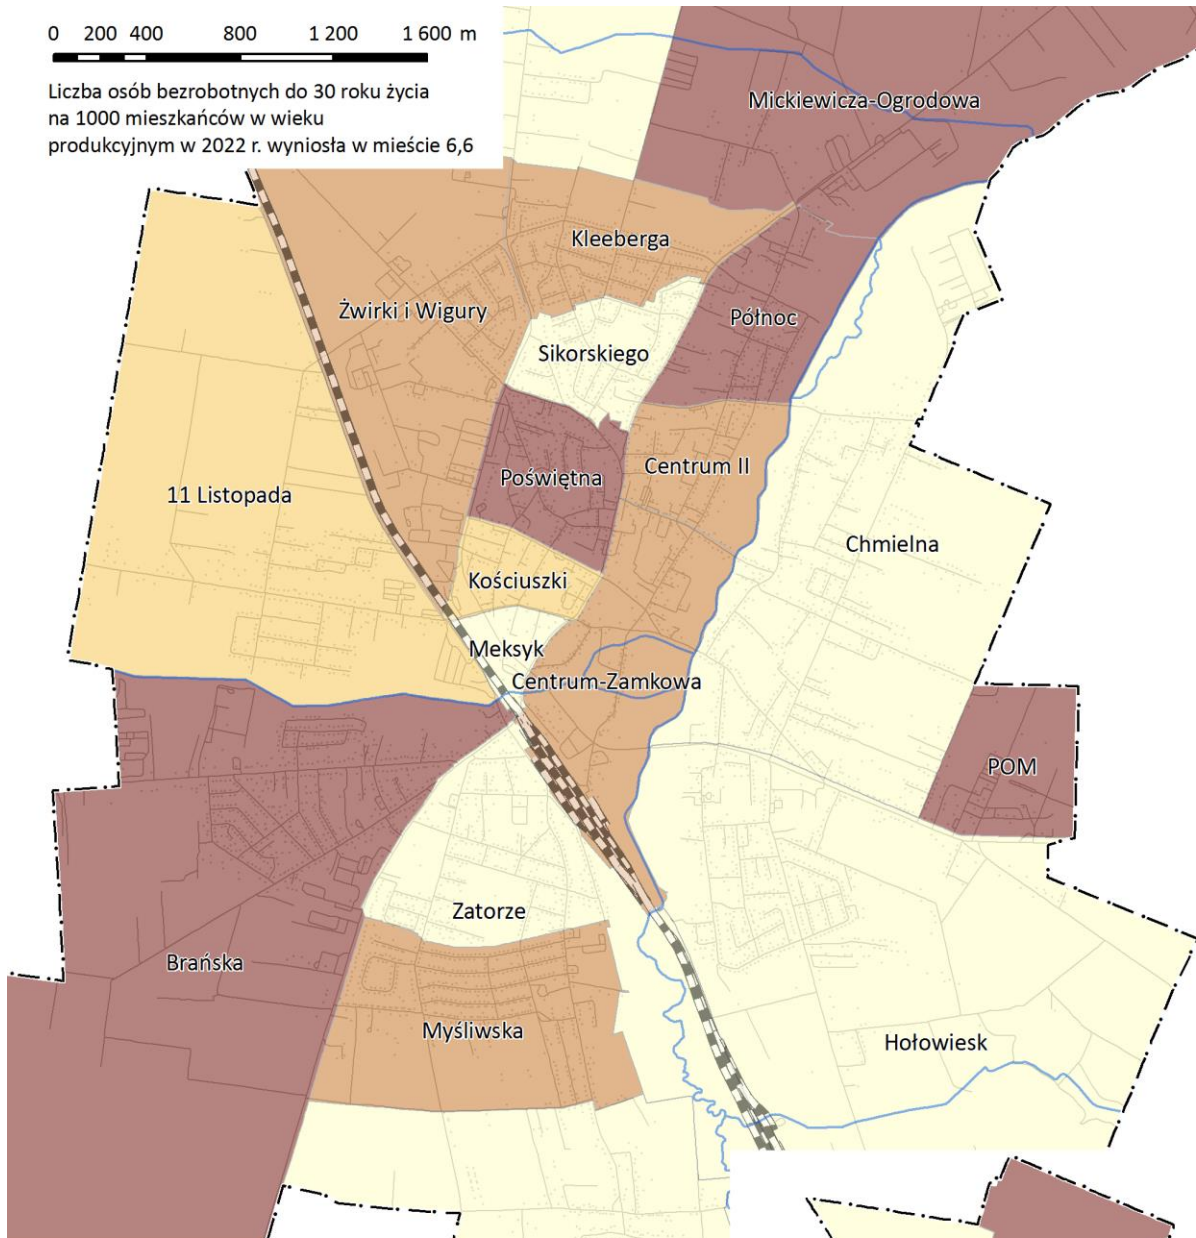 0 200 400 800 1 200 1 600 m
Liczba osób bezrobotnych do 30 roku życia
na 1000 mieszkańców w wieku
produkcyjnym w 2022 r. wyniosła w mieście 6,6
Mickiewicza-Ogrodowa
Kleeberga
Żwirki i Wigury
Północ
Sikorskiego
Centrum II
Poświętna
11 Listopada
Chmielna
Kościuszki
Meksyk
Centrum-Zamkowa
POM
Zatorze
Brańska
Myśliwska
Hołowiesk